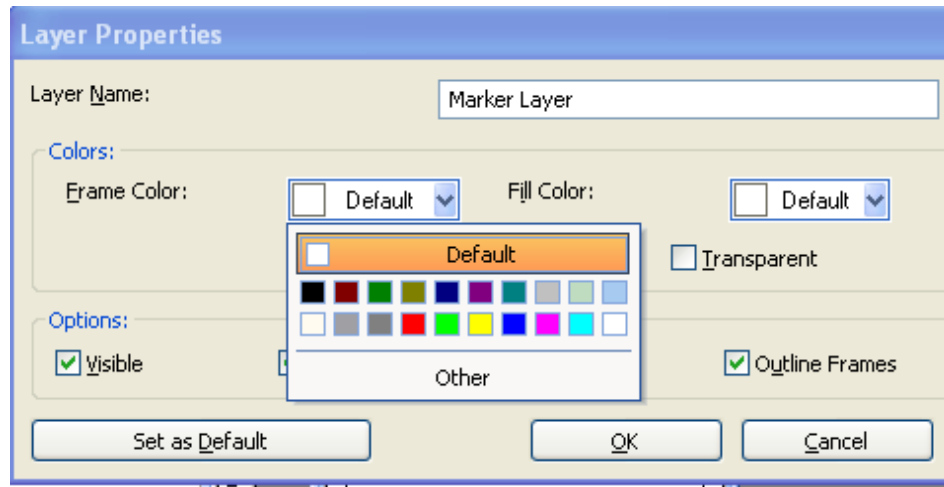 Layer Properties
Layer Name: Marker Layer
Colors:
Frame Color: Default Fill Color: Default
Default
Transparent
Options:
Visible Outline Frames
Other
Set as Default OK Cancel